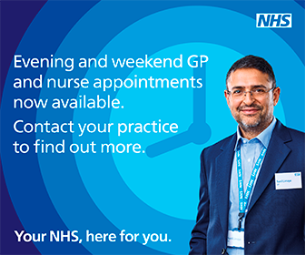 NHS
Evening and weekend GP
and nurse appointments
now available.
Contact your practice
to find out more.
Your NHS, here for you.